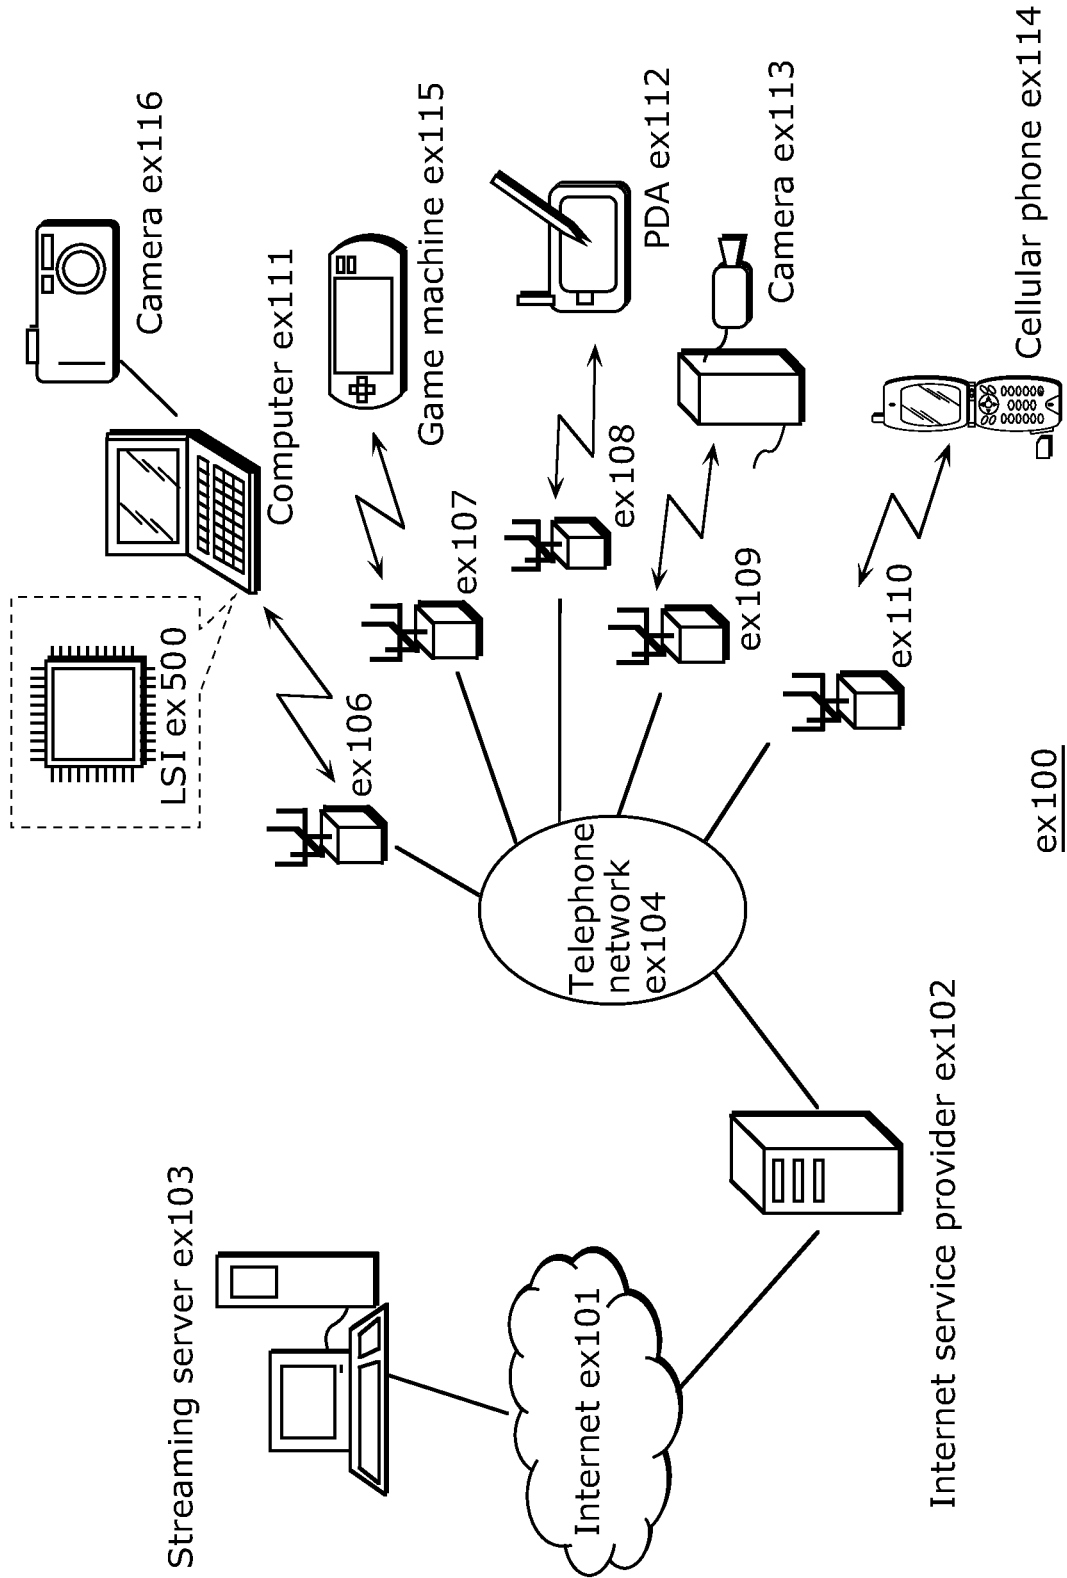 Streaming server ex103
Internet ex101
Internet service provider ex102
Telephone
network
ex104
LSI ex500
ex106
ex107
ex108
ex109
ex110
Camera ex116
Computer ex111
Game machine ex115
PDA ex112
Camera ex113
Cellular phone ex114
ex100